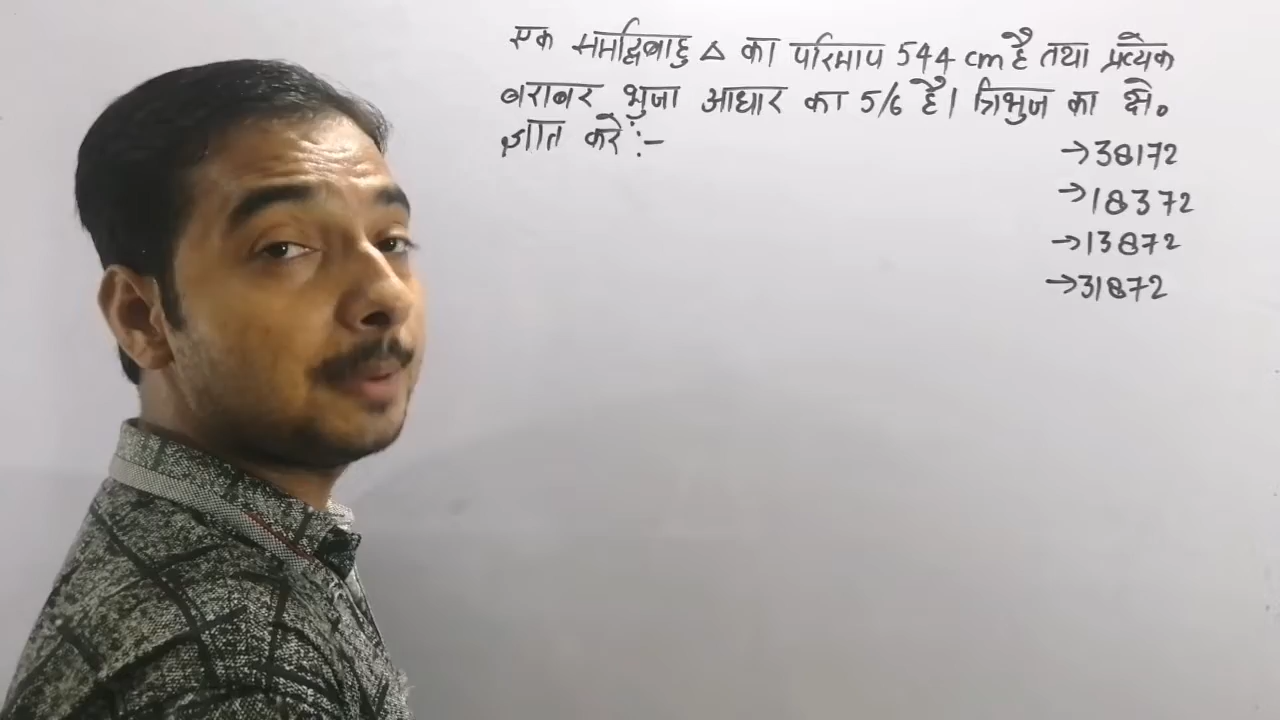 एक समद्विबाहु △ का परिमाप 544 cm है तथा प्रत्येक
बराबर भुजा आधार का 5/6 है। त्रिभुज का क्षे०
ज्ञात करें :-
→38172
→18372
→13872
→31872